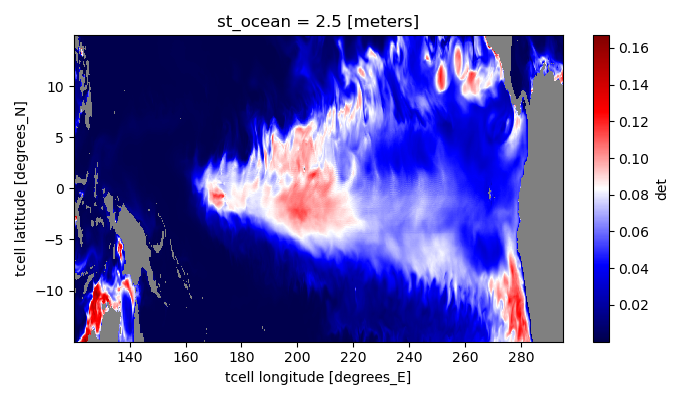 st_ocean = 2.5 [meters]
10
5
0
−5
−10
tcell latitude [degrees_N]
140 160 180 200 220 240 260 280
tcell longitude [degrees_E]
0.16
0.14
0.12
0.10
0.08
0.06
0.04
0.02
det